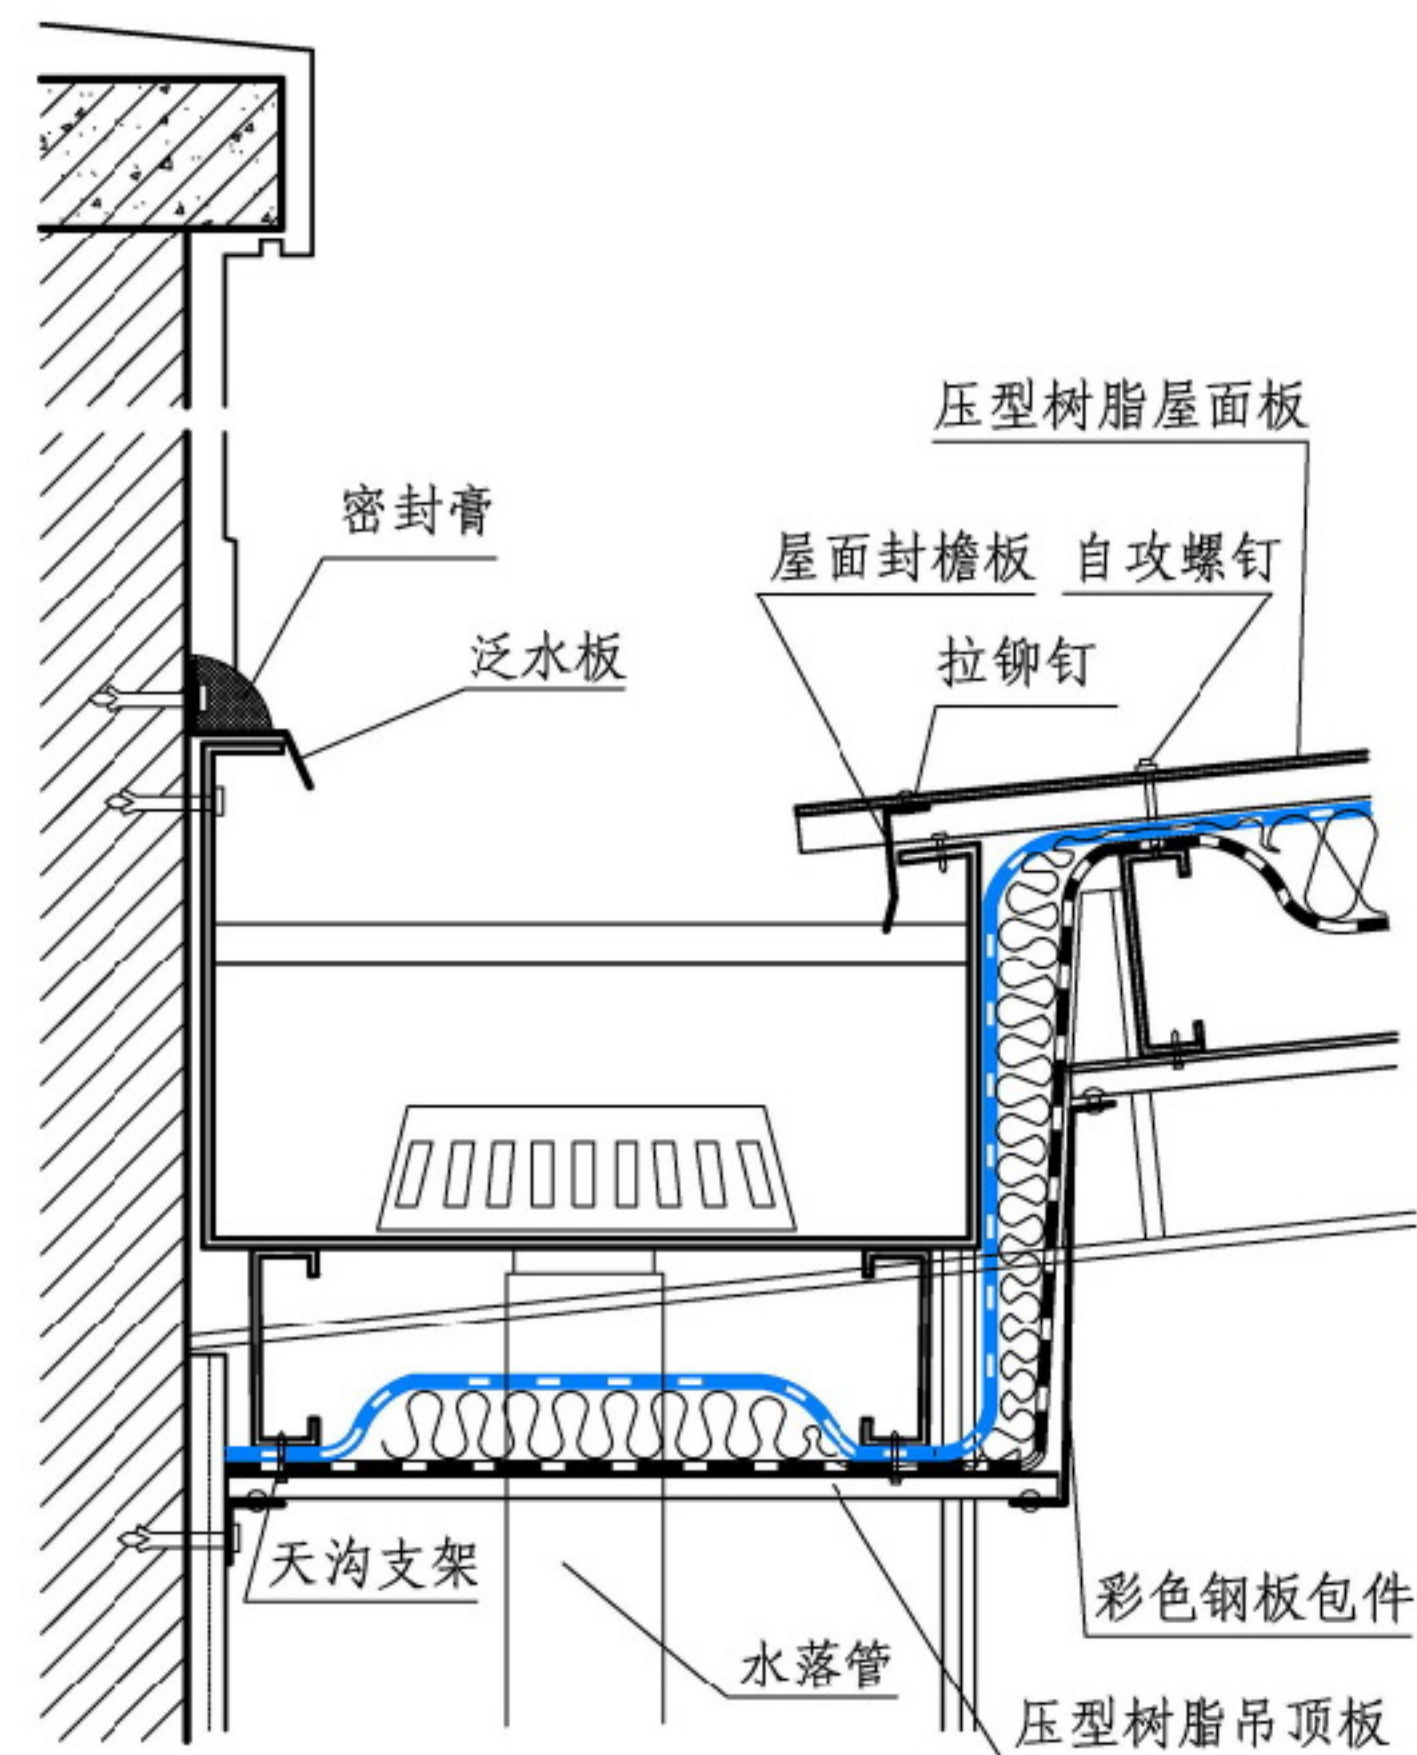 压型树脂屋面板
密封膏
屋面封檐板
自攻螺钉
泛水板
拉铆钉
天沟支架
彩色钢板包件
水落管
压型树脂吊顶板